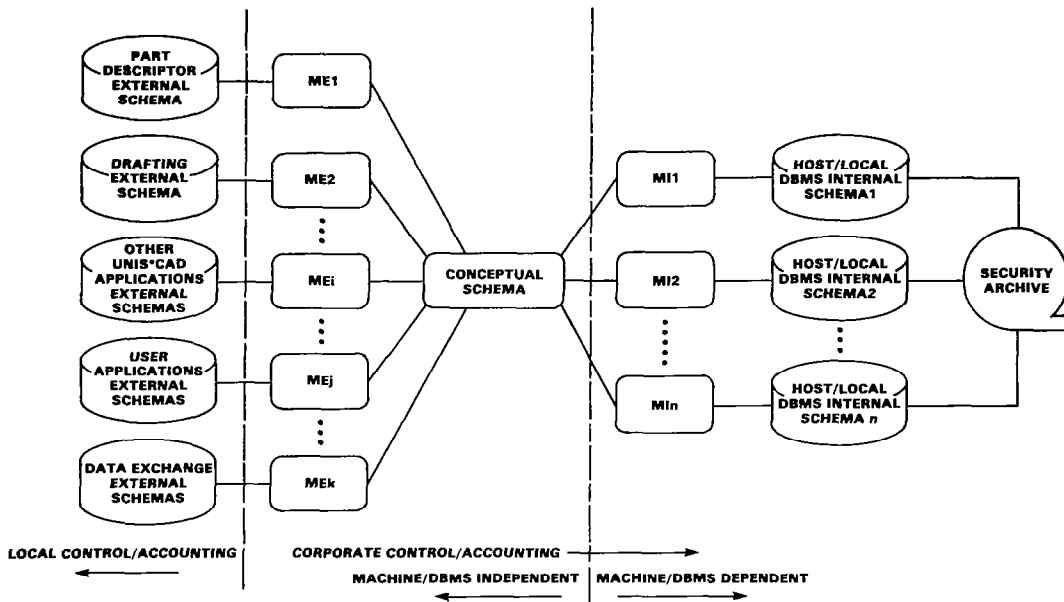 PART
DESCRIPTOR
EXTERNAL
SCHEMA
ME1
DRAFTING
EXTERNAL
SCHEMA
ME2
OTHER
UNIS*CAD
APPLICATIONS
EXTERNAL
SCHEMAS
MEi
USER
APPLICATIONS
EXTERNAL
SCHEMAS
MEj
DATA EXCHANGE
EXTERNAL
SCHEMAS
MEk
CONCEPTUAL
SCHEMA
MI1
HOST/LOCAL
DBMS INTERNAL
SCHEMA1
MI2
HOST/LOCAL
DBMS INTERNAL
SCHEMA2
MIn
HOST/LOCAL
DBMS INTERNAL
SCHEMA n
SECURITY
ARCHIVE
LOCAL CONTROL/ACCOUNTING
CORPORATE CONTROL/ACCOUNTING
MACHINE/DBMS INDEPENDENT
MACHINE/DBMS DEPENDENT